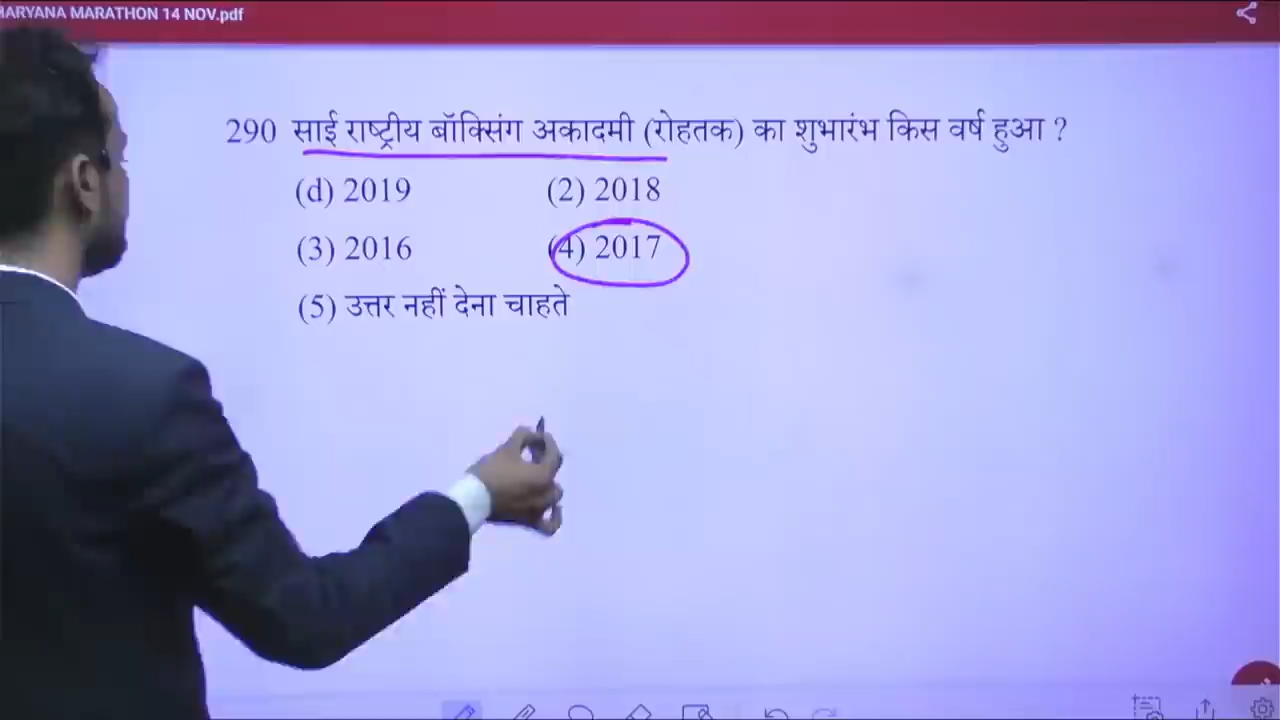 HARYANA MARATHON 14 NOV.pdf
290 साई राष्ट्रीय बॉक्सिंग अकादमी (रोहतक) का शुभारंभ किस वर्ष हुआ ?
(d) 2019 (2) 2018
(3) 2016 (4) 2017
(5) उत्तर नहीं देना चाहते